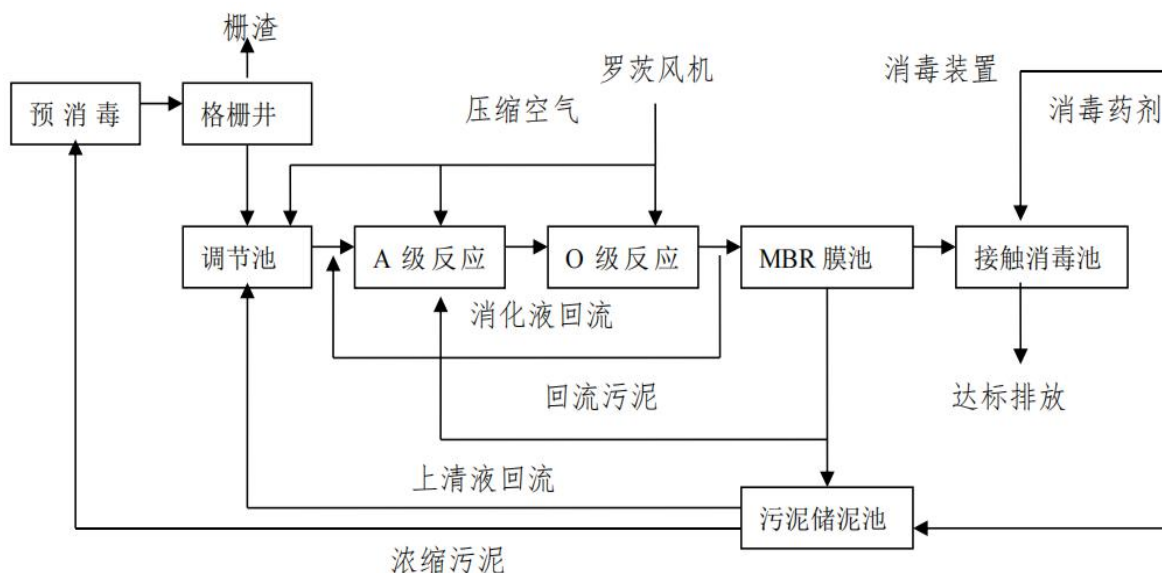 栅渣
罗茨风机
消毒装置
压缩空气
消毒药剂
预消毒
格栅井
调节池
A 级反应
O 级反应
MBR 膜池
接触消毒池
消化液回流
回流污泥
达标排放
上清液回流
污泥储泥池
浓缩污泥